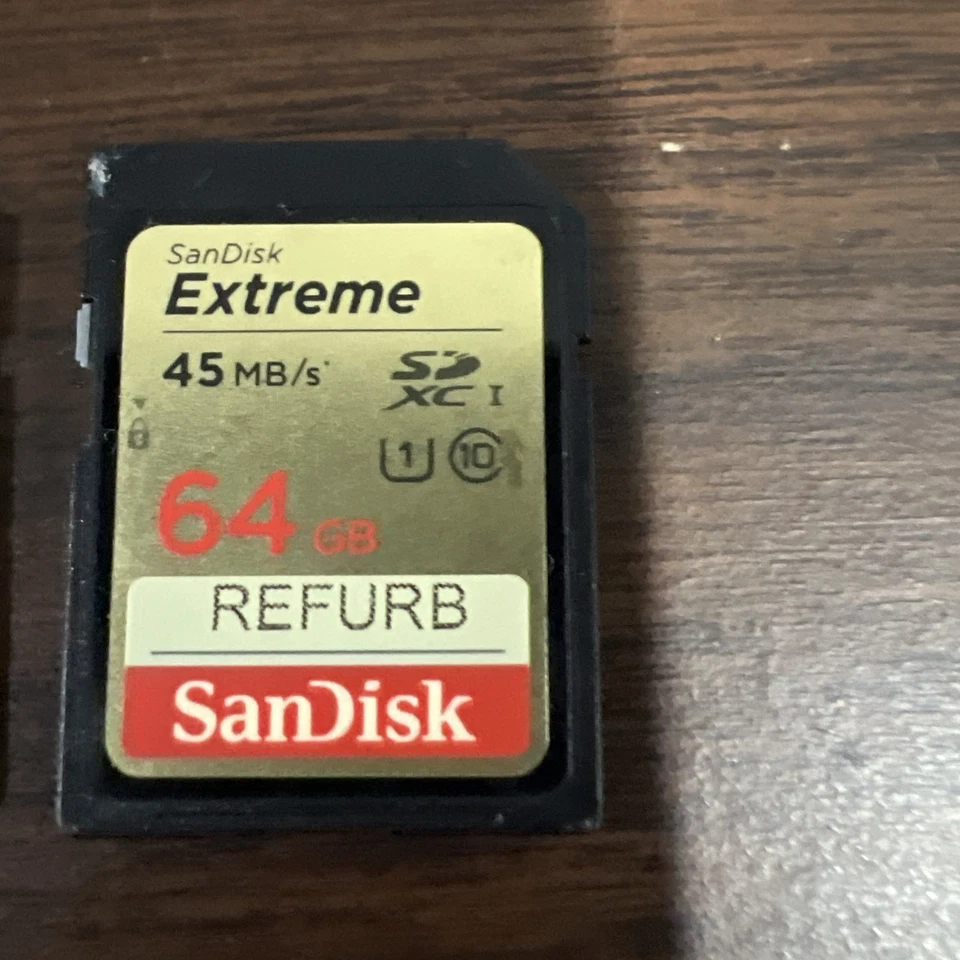 SanDisk
Extreme
45 MB/s*
SD
XC I
1 10
64 GB
REFURB
SanDisk